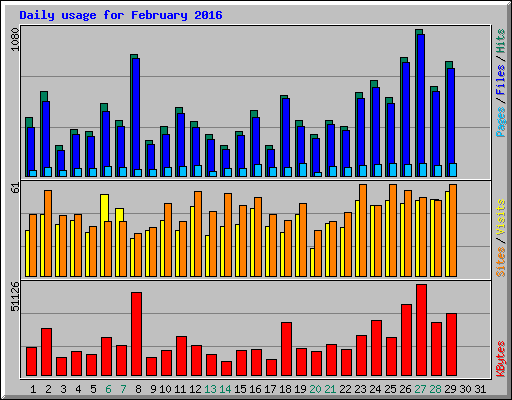 Daily usage for February 2016
1080
Pages / Files / Hits
61
Sites / Visits
51126
KBytes
1 2 3 4 5 6 7 8 9 10 11 12 13 14 15 16 17 18 19 20 21 22 23 24 25 26 27 28 29 30 31